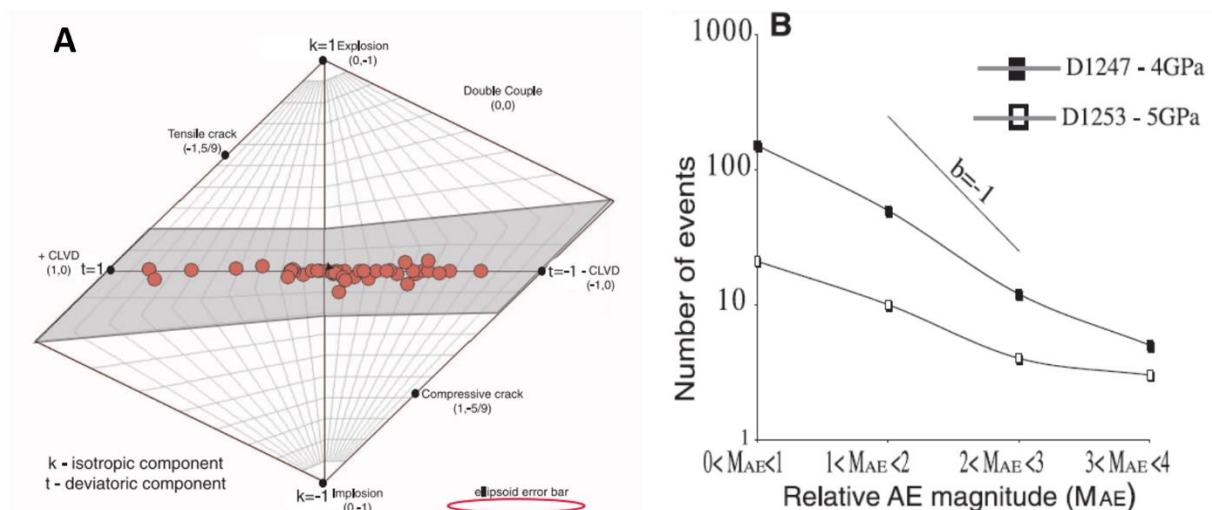 A
k=1 Explosion
(0,-1)
Double Couple
(0,0)
Tensile crack
(-1,5/9)
+ CLVD
(1,0)
t=1
t=-1 - CLVD
(-1,0)
Compressive crack
(1,-5/9)
k - isotropic component
t - deviatoric component
k=-1 Implosion
(0,-1)
ellipsoid error bar
B
1000
100
10
1
Number of events
D1247 - 4GPa
D1253 - 5GPa
b=-1
0< MAE<1
1< MAE<2
2< MAE<3
3< MAE<4
Relative AE magnitude (MAE)